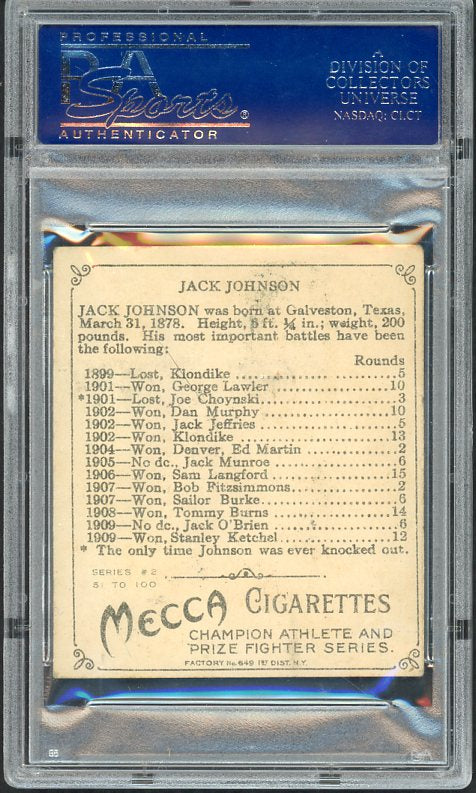 PROFESSIONAL
PSA
Sports®
AUTHENTICATOR
A
DIVISION OF
COLLECTORS
UNIVERSE
NASDAQ: CLCT
JACK JOHNSON
JACK JOHNSON was born at Galveston, Texas,
March 31, 1878. Height, 6 ft. ¼ in.; weight, 200
pounds. His most important battles have been
the following:
Rounds
1899—Lost, Klondike ................ 5
1901—Won, George Lawler ................ 10
*1901—Lost, Joe Choynski ................ 3
1902—Won, Dan Murphy ................ 10
1902—Won, Jack Jeffries ................ 5
1902—Won, Klondike ................ 13
1904—Won, Denver, Ed Martin ................ 2
1905—No dc., Jack Munroe ................ 6
1906—Won, Sam Langford ................ 15
1907—Won, Bob Fitzsimmons ................ 2
1907—Won, Sailor Burke ................ 6
1908—Won, Tommy Burns ................ 14
1909—No dc., Jack O'Brien ................ 6
1909—Won, Stanley Ketchel ................ 12
* The only time Johnson was ever knocked out.
SERIES #2
51 TO 100
MECCA CIGARETTES
CHAMPION ATHLETE AND
PRIZE FIGHTER SERIES.
FACTORY No. 649 1ST DIST. N.Y.